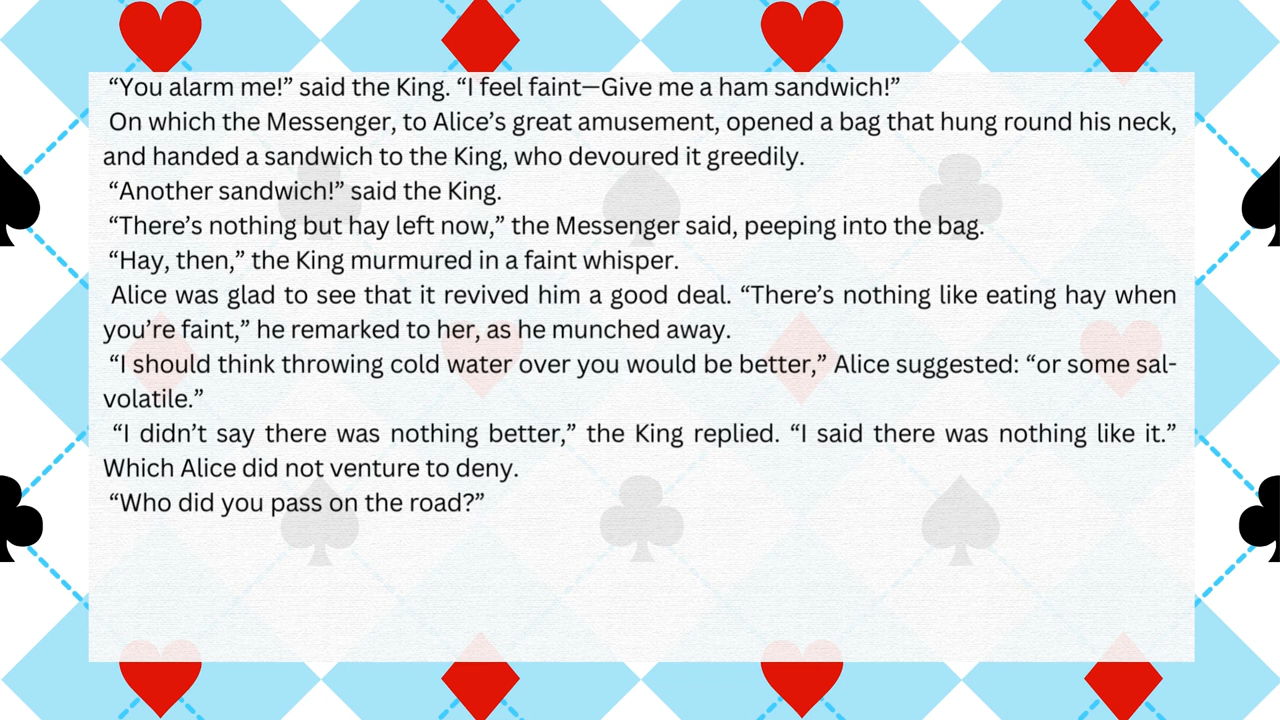 “You alarm me!” said the King. “I feel faint—Give me a ham sandwich!”
On which the Messenger, to Alice’s great amusement, opened a bag that hung round his neck,
and handed a sandwich to the King, who devoured it greedily.
“Another sandwich!” said the King.
“There’s nothing but hay left now,” the Messenger said, peeping into the bag.
“Hay, then,” the King murmured in a faint whisper.
Alice was glad to see that it revived him a good deal. “There’s nothing like eating hay when
you’re faint,” he remarked to her, as he munched away.
“I should think throwing cold water over you would be better,” Alice suggested: “or some sal-
volatile.”
“I didn’t say there was nothing better,” the King replied. “I said there was nothing like it.”
Which Alice did not venture to deny.
“Who did you pass on the road?”